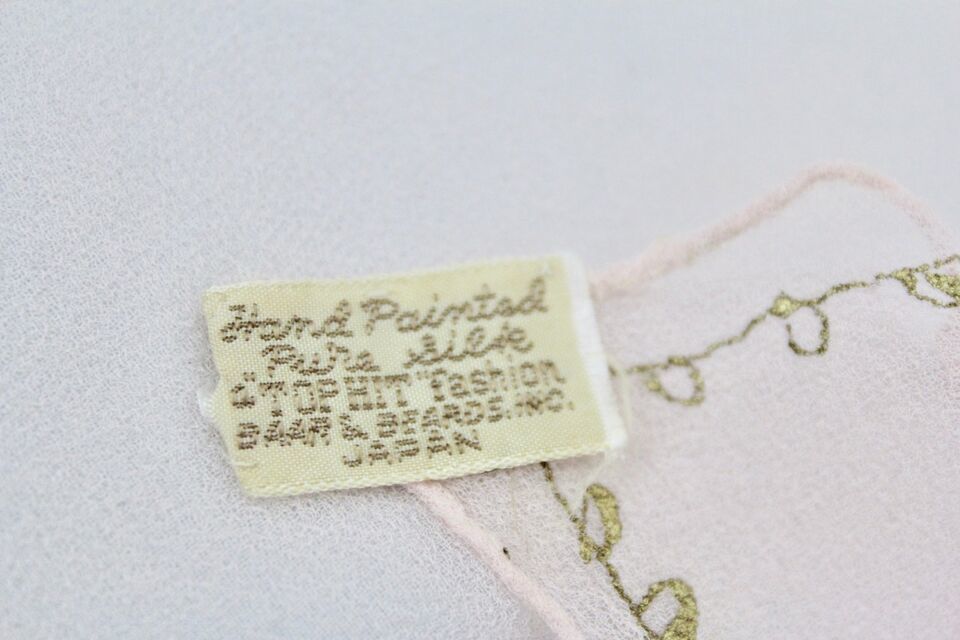 Hand Painted
Pure Silk
a "TOP HIT" Fashion
BAAR & BEARDS, INC.
JAPAN